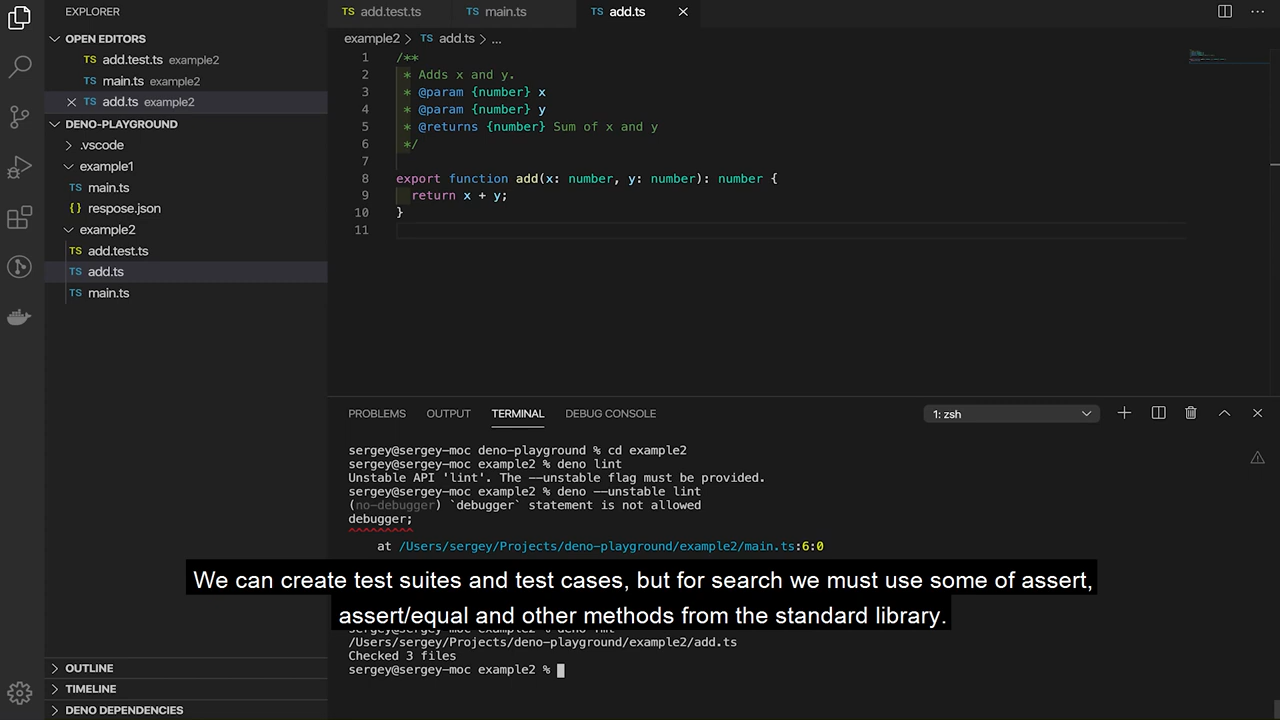 EXPLORER
OPEN EDITORS
TS add.test.ts example2
TS main.ts example2
TS add.ts example2
DENO-PLAYGROUND
.vscode
example1
TS main.ts
{} respose.json
example2
TS add.test.ts
TS add.ts
TS main.ts
OUTLINE
TIMELINE
DENO DEPENDENCIES
TS add.test.ts TS main.ts TS add.ts
example2 > TS add.ts > ...
1 /**
2 * Adds x and y.
3 * @param {number} x
4 * @param {number} y
5 * @returns {number} Sum of x and y
6 */
7
8 export function add(x: number, y: number): number {
9 return x + y;
10 }
11
PROBLEMS OUTPUT TERMINAL DEBUG CONSOLE 1: zsh
sergey@sergey-moc deno-playground % cd example2
sergey@sergey-moc example2 % deno lint
Unstable API 'lint'. The --unstable flag must be provided.
sergey@sergey-moc example2 % deno --unstable lint
(no-debugger) `debugger` statement is not allowed
debugger;
at /Users/sergey/Projects/deno-playground/example2/main.ts:6:0
We can create test suites and test cases, but for search we must use some of assert,
assert/equal and other methods from the standard library.
sergey@sergey-moc example2 % deno fmt
/Users/sergey/Projects/deno-playground/example2/add.ts
Checked 3 files
sergey@sergey-moc example2 %